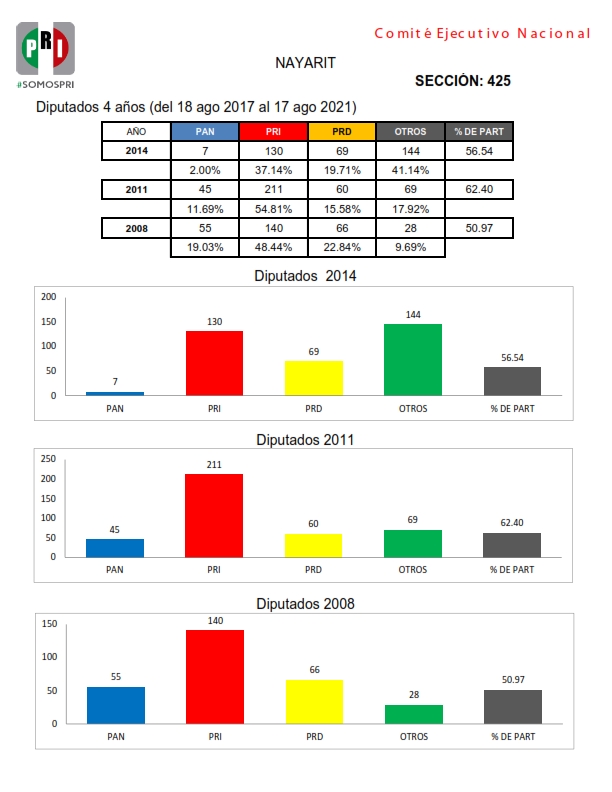 Comité Ejecutivo Nacional
PRI
#SOMOSPRI
NAYARIT
SECCIÓN: 425
Diputados 4 años (del 18 ago 2017 al 17 ago 2021)
AÑO PAN PRI PRD OTROS % DE PART
2014 7 130 69 144 56.54
2.00% 37.14% 19.71% 41.14%
2011 45 211 60 69 62.40
11.69% 54.81% 15.58% 17.92%
2008 55 140 66 28 50.97
19.03% 48.44% 22.84% 9.69%
Diputados 2014
200
150
100
50
0
7 130 69 144 56.54
PAN PRI PRD OTROS % DE PART
Diputados 2011
250
200
150
100
50
0
45 211 60 69 62.40
PAN PRI PRD OTROS % DE PART
Diputados 2008
150
100
50
0
55 140 66 28 50.97
PAN PRI PRD OTROS % DE PART